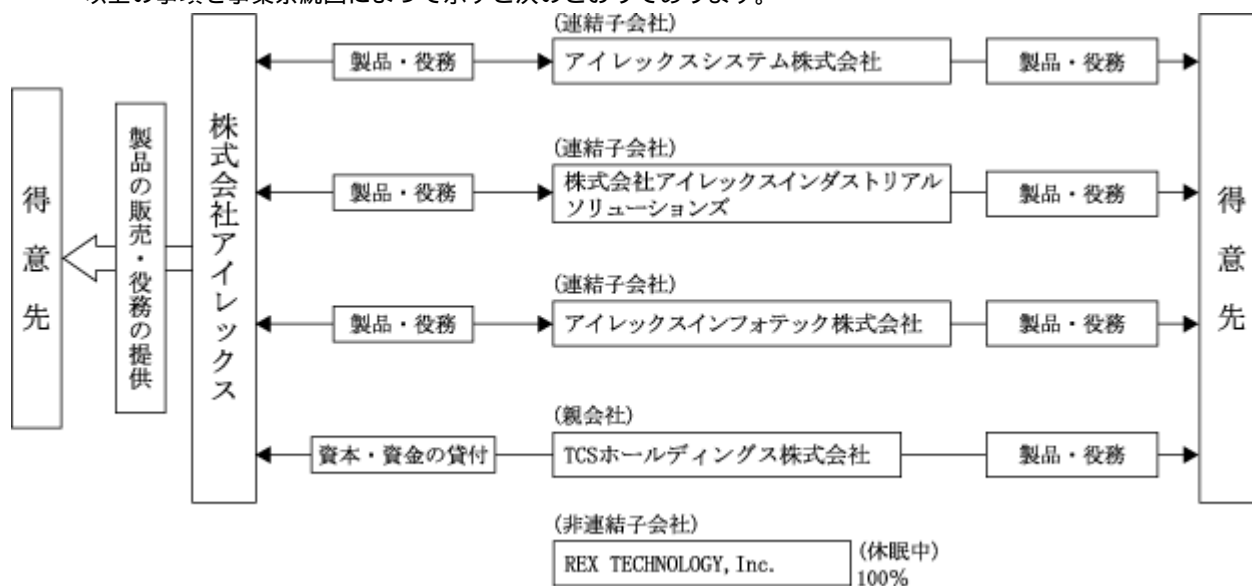 以上の事項を事業系統図によって示すと次のとおりであります。
得意先
製品の販売・役務の提供
株式会社アイレックス
(連結子会社)
製品・役務
アイレックスシステム株式会社
製品・役務
(連結子会社)
製品・役務
株式会社アイレックスインダストリアル
ソリューションズ
製品・役務
(連結子会社)
製品・役務
アイレックスインフォテック株式会社
製品・役務
(親会社)
資本・資金の貸付
TCSホールディングス株式会社
製品・役務
(非連結子会社)
REX TECHNOLOGY, Inc.
(休眠中)
100%
得意先